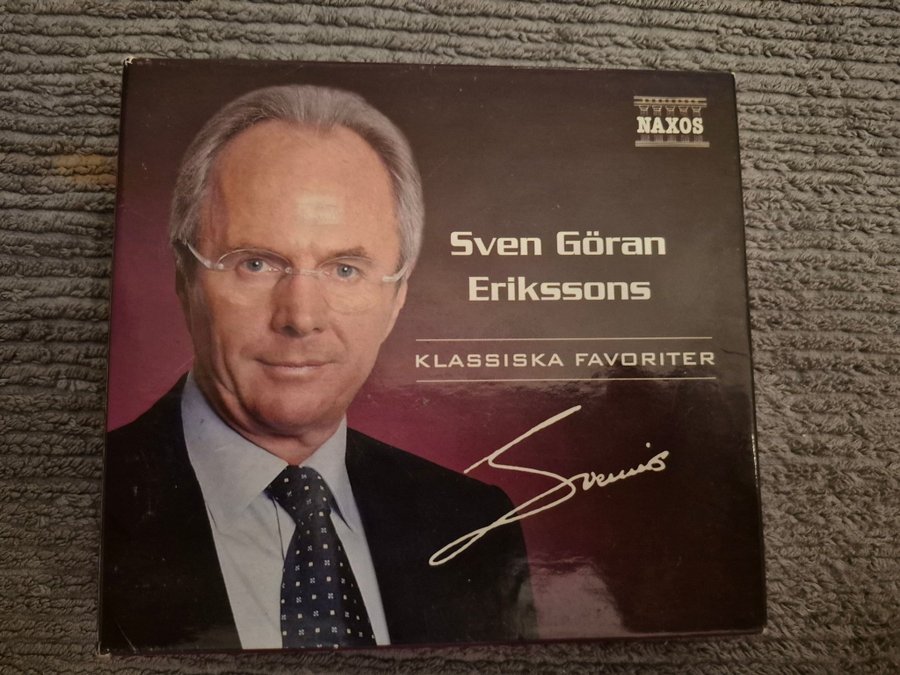 NAXOS
Sven Göran
Erikssons
KLASSISKA FAVORITER
Svennis